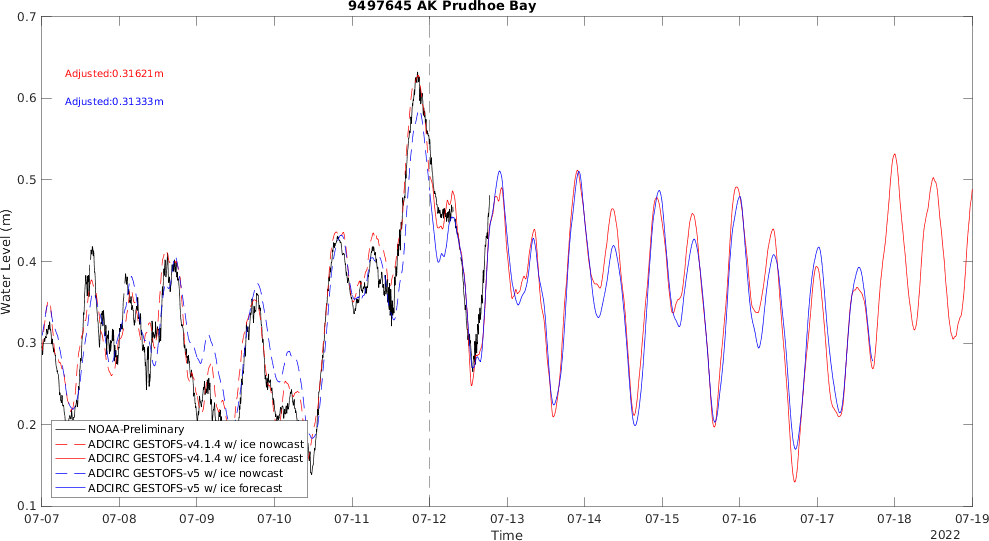 9497645 AK Prudhoe Bay
0.7
0.6
0.5
0.4
0.3
0.2
0.1
Water Level (m)
Adjusted:0.31621m
Adjusted:0.31333m
NOAA-Preliminary
ADCIRC GESTOFS-v4.1.4 w/ ice nowcast
ADCIRC GESTOFS-v4.1.4 w/ ice forecast
ADCIRC GESTOFS-v5 w/ ice nowcast
ADCIRC GESTOFS-v5 w/ ice forecast
07-07 07-08 07-09 07-10 07-11 07-12 07-13 07-14 07-15 07-16 07-17 07-18 07-19
Time
2022